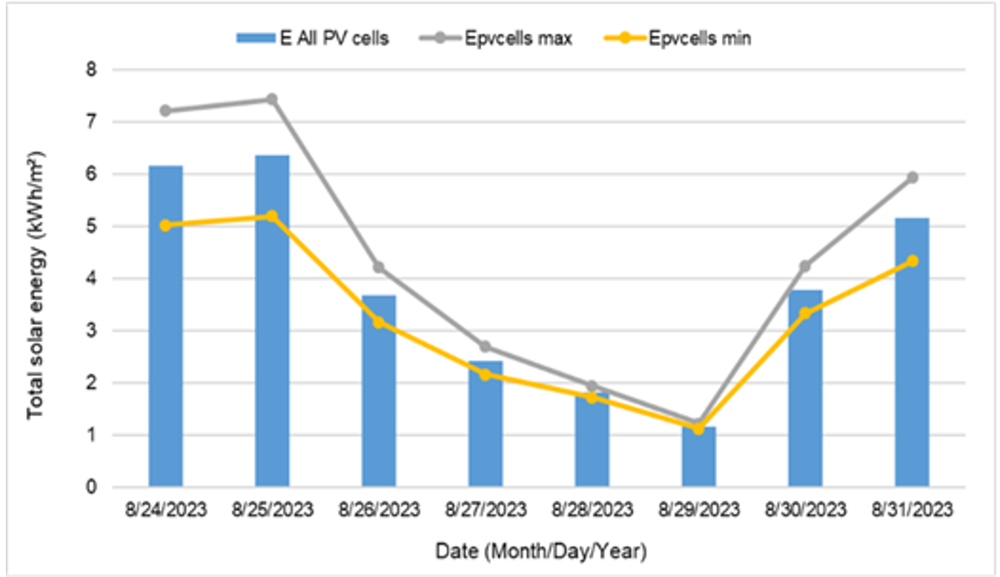 E All PV cells Epvcells max Epvcells min
8
7
6
5
4
3
2
1
0
Total solar energy (kWh/m²)
8/24/2023 8/25/2023 8/26/2023 8/27/2023 8/28/2023 8/29/2023 8/30/2023 8/31/2023
Date (Month/Day/Year)